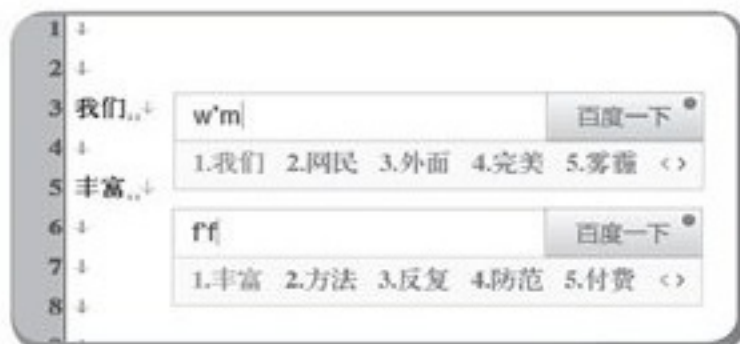 1 ↓
2 ↓
3 我们..↓
w'm 百度一下
4 ↓
1.我们 2.网民 3.外面 4.完美 5.雾霾 <>
5 丰富..↓
6 ↓
f'f 百度一下
7 ↓
1.丰富 2.方法 3.反复 4.防范 5.付费 <>
8 ↓